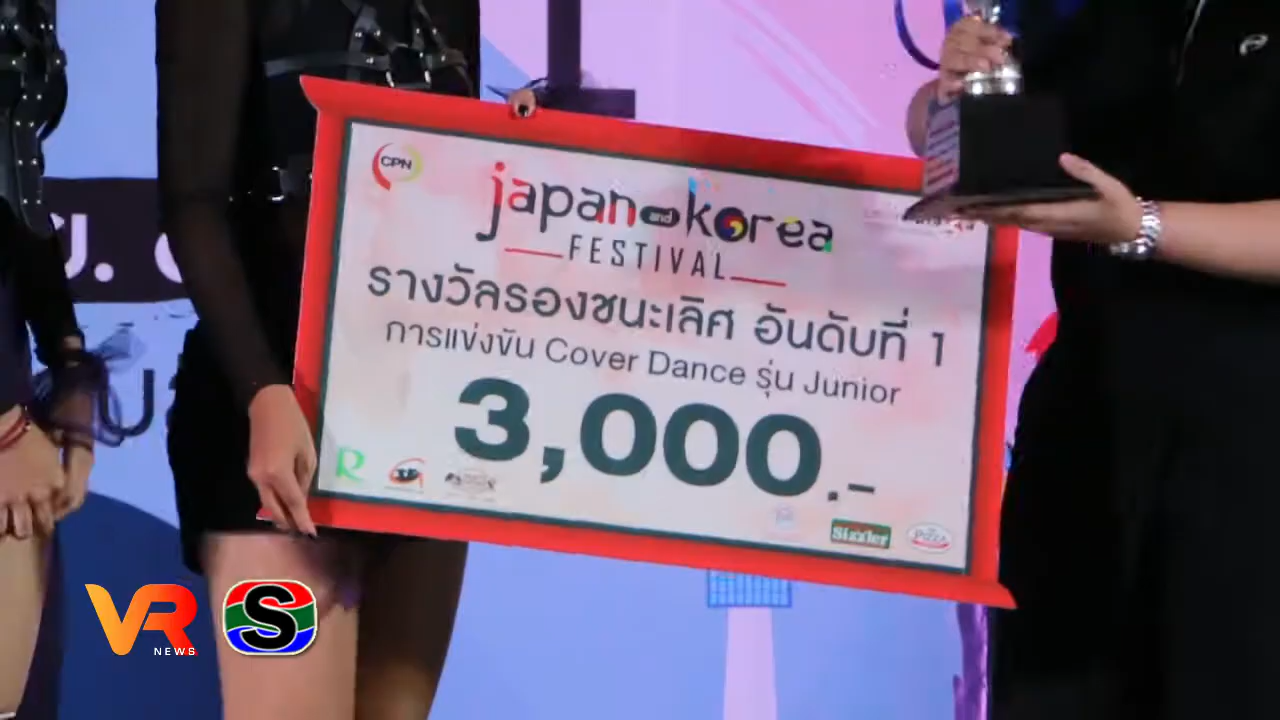 CPN
japan and korea
FESTIVAL
รางวัลรองชนะเลิศ อันดับที่ 1
การแข่งขัน Cover Dance รุ่น Junior
3,000.-
R
Sizzler
Pizza
VR
NEWS
S